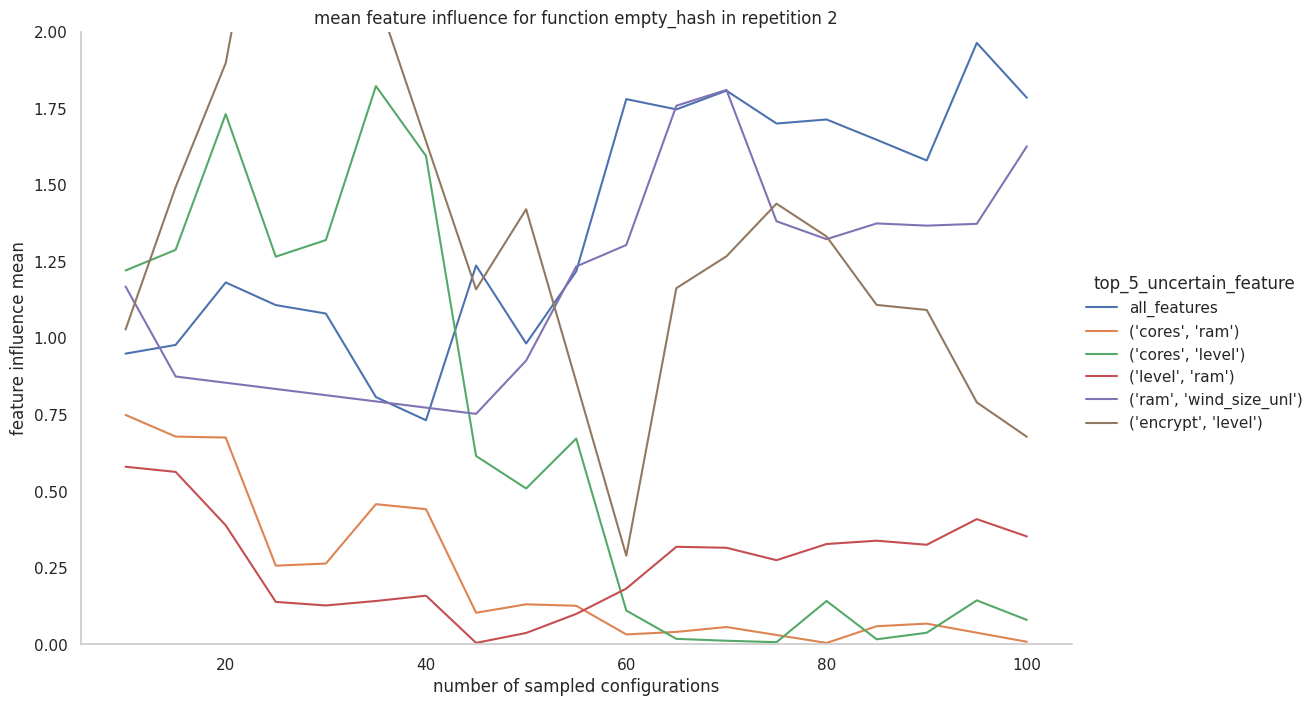 mean feature influence for function empty_hash in repetition 2
2.00
1.75
1.50
1.25
1.00
0.75
0.50
0.25
0.00
feature influence mean
20
40
60
80
100
number of sampled configurations
top_5_uncertain_feature
all_features
('cores', 'ram')
('cores', 'level')
('level', 'ram')
('ram', 'wind_size_unl')
('encrypt', 'level')